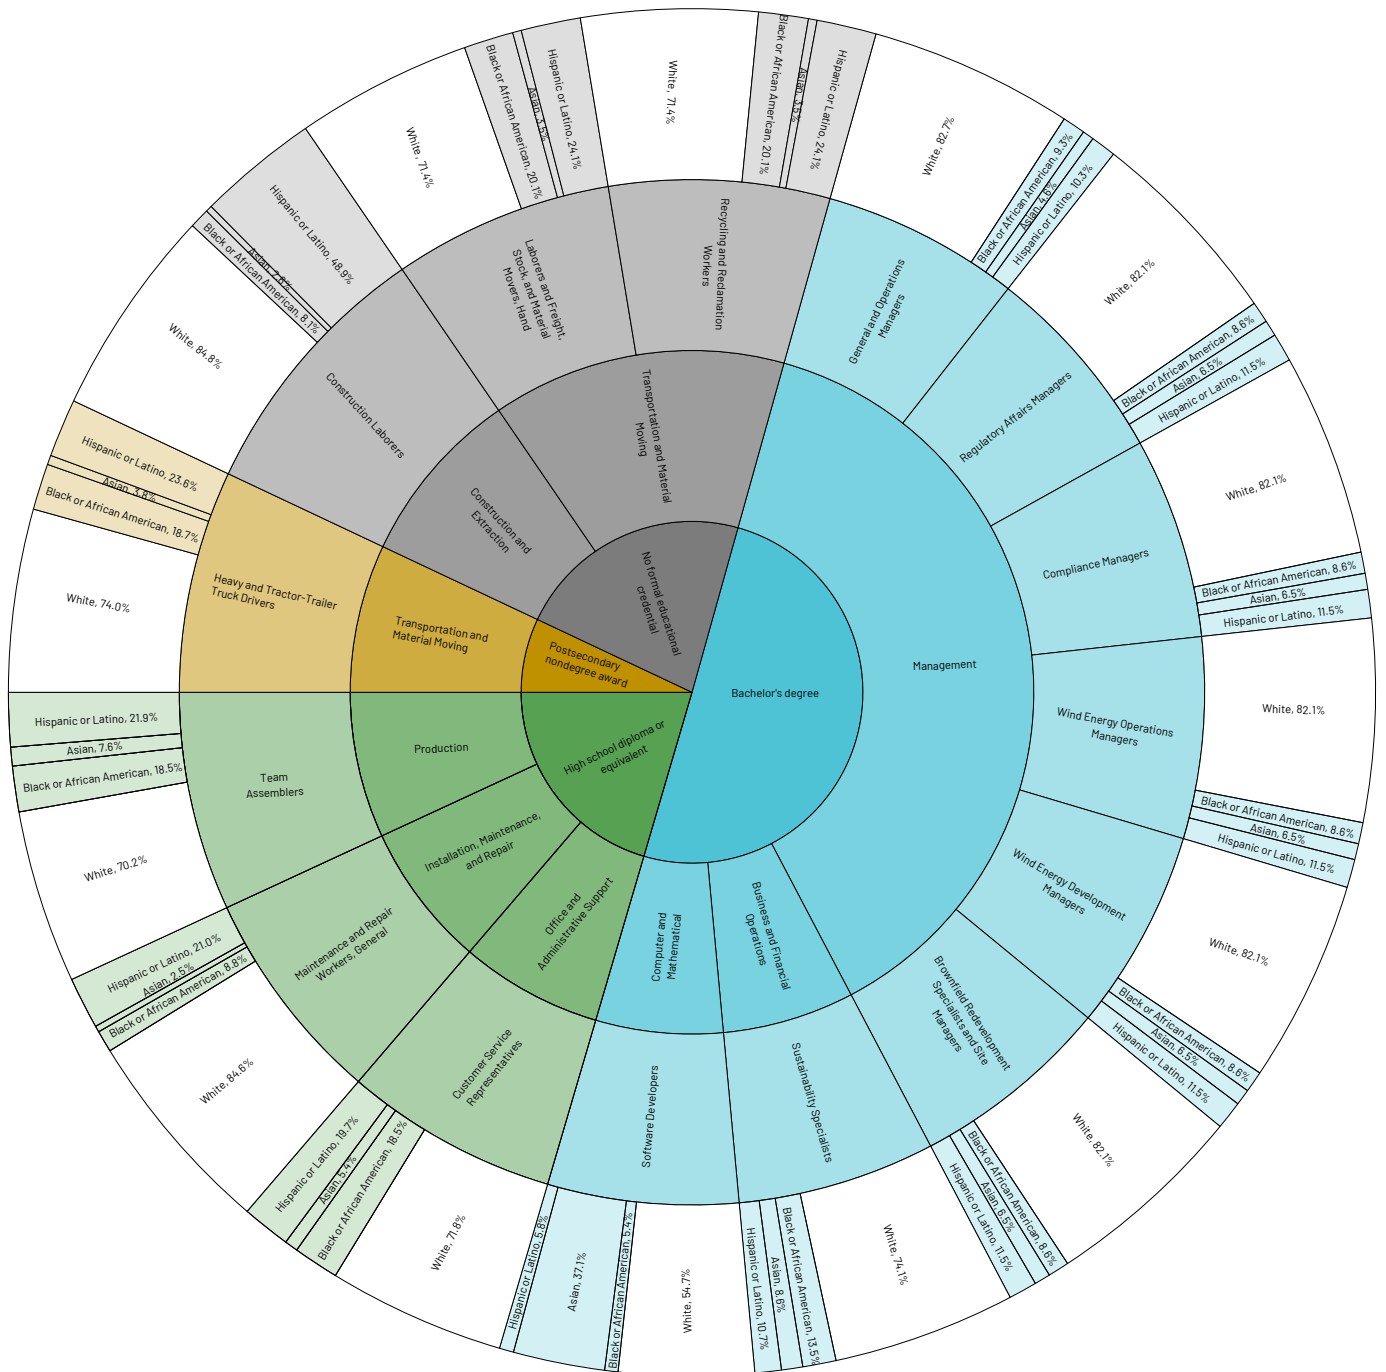 Bachelor's degree
Management
General and Operations
Managers
White, 82.7%
Black or African American, 9.3%
Asian, 4.6%
Hispanic or Latino, 10.3%
Regulatory Affairs Managers
White, 82.1%
Black or African American, 8.6%
Asian, 6.5%
Hispanic or Latino, 11.5%
Compliance Managers
White, 82.1%
Black or African American, 8.6%
Asian, 6.5%
Hispanic or Latino, 11.5%
Wind Energy Operations
Managers
White, 82.1%
Black or African American, 8.6%
Asian, 6.5%
Hispanic or Latino, 11.5%
Wind Energy Development
Managers
White, 82.1%
Black or African American, 8.6%
Asian, 6.5%
Hispanic or Latino, 11.5%
Brownfield Redevelopment
Specialists and Site
Managers
White, 82.1%
Black or African American, 8.6%
Asian, 6.5%
Hispanic or Latino, 11.5%
Business and Financial
Operations
Sustainability Specialists
White, 74.1%
Black or African American, 13.5%
Asian, 8.6%
Hispanic or Latino, 10.7%
Computer and
Mathematical
Software Developers
White, 54.7%
Black or African American, 5.4%
Asian, 37.1%
Hispanic or Latino, 5.8%
High school diploma or
equivalent
Office and
Administrative Support
Customer Service
Representatives
White, 71.8%
Black or African American, 18.5%
Asian, 5.4%
Hispanic or Latino, 19.7%
Installation, Maintenance,
and Repair
Maintenance and Repair
Workers, General
White, 84.6%
Black or African American, 8.8%
Asian, 2.5%
Hispanic or Latino, 21.0%
Production
Team
Assemblers
White, 70.2%
Black or African American, 18.5%
Asian, 7.6%
Hispanic or Latino, 21.9%
Postsecondary
nondegree award
Transportation and
Material Moving
Heavy and Tractor-Trailer
Truck Drivers
White, 74.0%
Black or African American, 18.7%
Asian, 3.8%
Hispanic or Latino, 23.6%
No formal educational
credential
Construction and
Extraction
Construction Laborers
White, 84.8%
Black or African American, 8.1%
Asian, 2.6%
Hispanic or Latino, 48.9%
Transportation and Material
Moving
Laborers and Freight,
Stock, and Material
Movers, Hand
White, 71.4%
Black or African American, 20.1%
Asian, 3.5%
Hispanic or Latino, 24.1%
Recycling and Reclamation
Workers
White, 71.4%
Black or African American, 20.1%
Asian, 3.5%
Hispanic or Latino, 24.1%